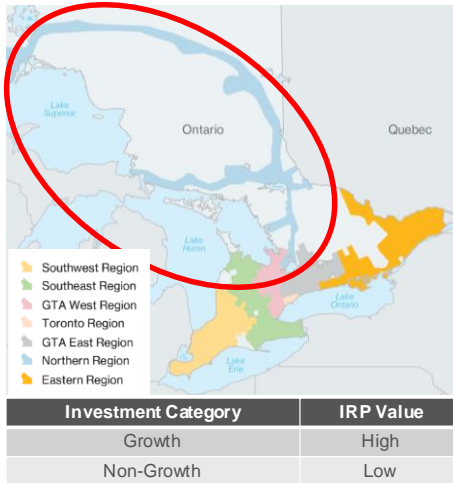 Lake
Superior
Ontario
Quebec
Lake
Huron
Southwest Region
Southeast Region
GTA West Region
Toronto Region
GTA East Region
Northern Region
Eastern Region
Lake
Ontario
Lake
Erie
Investment Category IRP Value
Growth High
Non-Growth Low